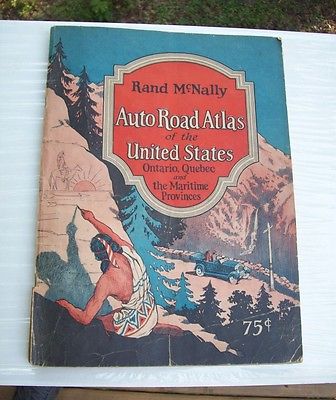 Rand McNally
Auto Road Atlas
of the
United States
Ontario, Quebec
and
the Maritime
Provinces
75¢